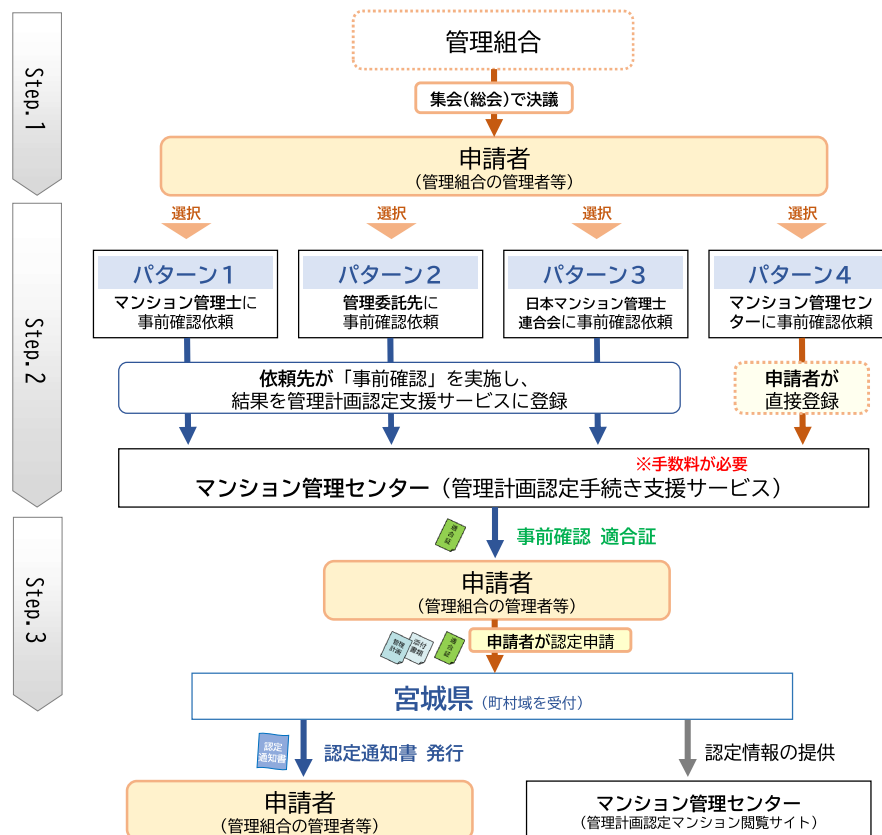 Step.1
管理組合
集会(総会)で決議
申請者
(管理組合の管理者等)
Step.2
選択
選択
選択
選択
パターン1
マンション管理士に
事前確認依頼
パターン2
管理委託先に
事前確認依頼
パターン3
日本マンション管理士
連合会に事前確認依頼
パターン4
マンション管理セン
ターに事前確認依頼
依頼先が「事前確認」を実施し、
結果を管理計画認定支援サービスに登録
申請者が
直接登録
※手数料が必要
マンション管理センター(管理計画認定手続き支援サービス)
Step.3
適合証
事前確認 適合証
申請者
(管理組合の管理者等)
管理計画
添付書類
適合証
申請者が認定申請
宮城県(町村域を受付)
認定
通知書
認定通知書 発行
認定情報の提供
申請者
(管理組合の管理者等)
マンション管理センター
(管理計画認定マンション閲覧サイト)